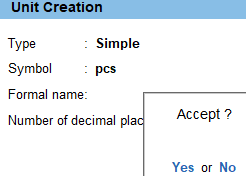 Unit Creation
Type : Simple
Symbol : pcs
Formal name:
Number of decimal plac
Accept ?
Yes or No